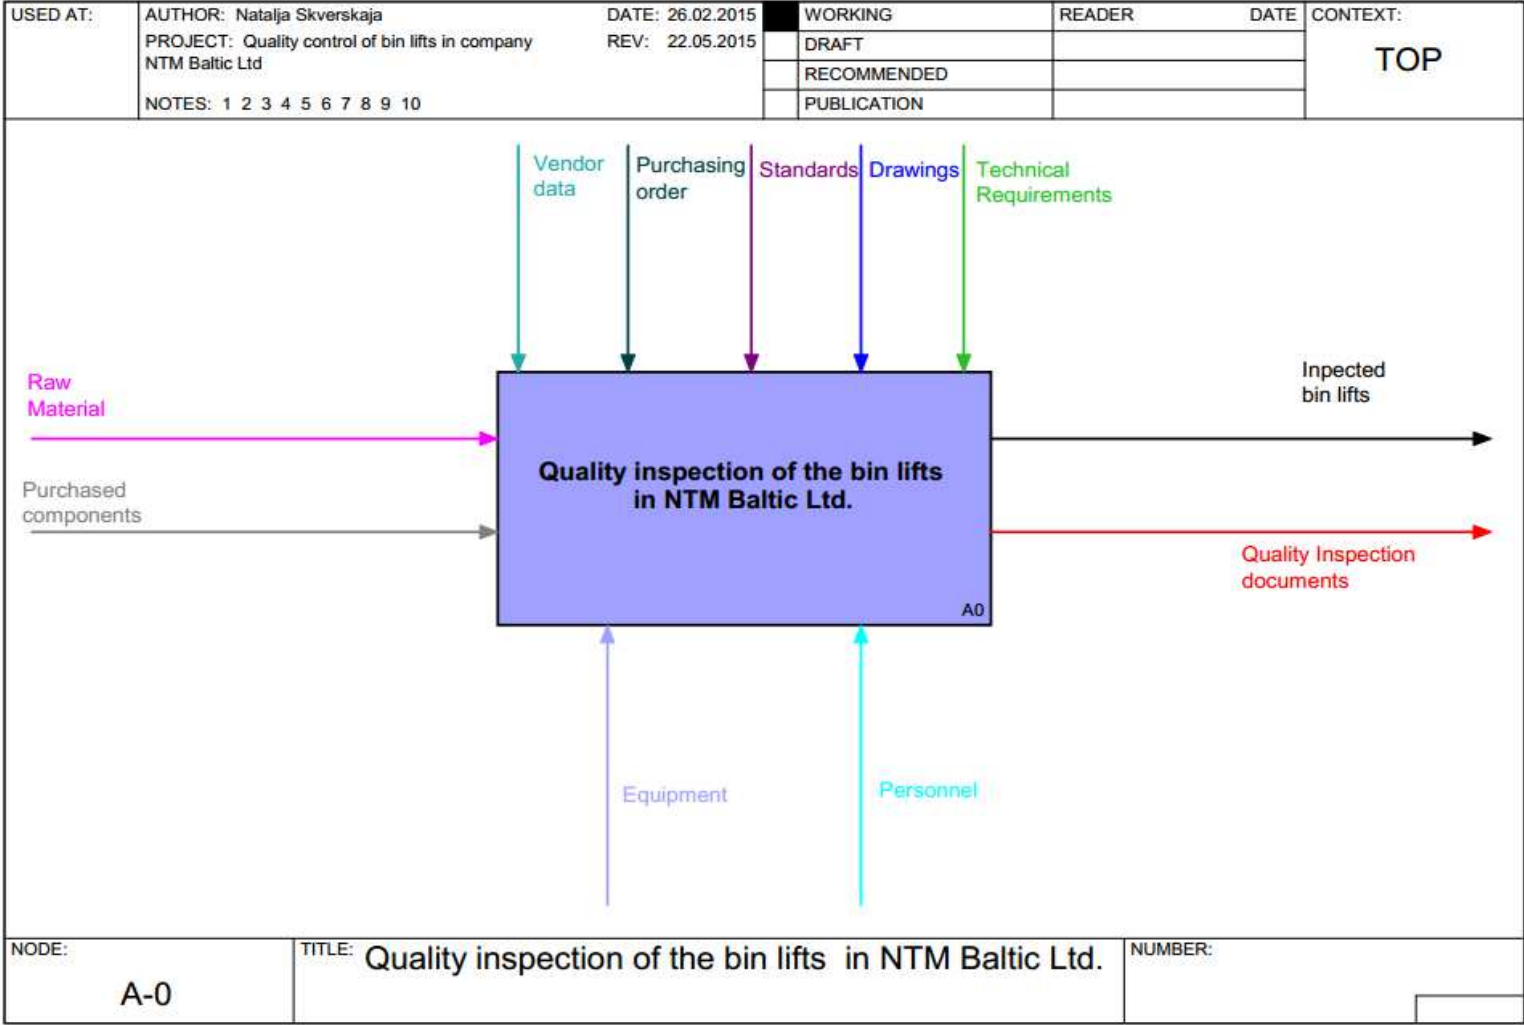 USED AT:
AUTHOR: Natalja Skverskaja
DATE: 26.02.2015
PROJECT: Quality control of bin lifts in company
NTM Baltic Ltd
REV: 22.05.2015
NOTES: 1 2 3 4 5 6 7 8 9 10
WORKING
DRAFT
RECOMMENDED
PUBLICATION
READER DATE
CONTEXT:
TOP
Vendor
data
Purchasing
order
Standards
Drawings
Technical
Requirements
Raw
Material
Purchased
components
Quality inspection of the bin lifts
in NTM Baltic Ltd.
A0
Inpected
bin lifts
Quality Inspection
documents
Equipment
Personnel
NODE:
A-0
TITLE: Quality inspection of the bin lifts in NTM Baltic Ltd.
NUMBER: